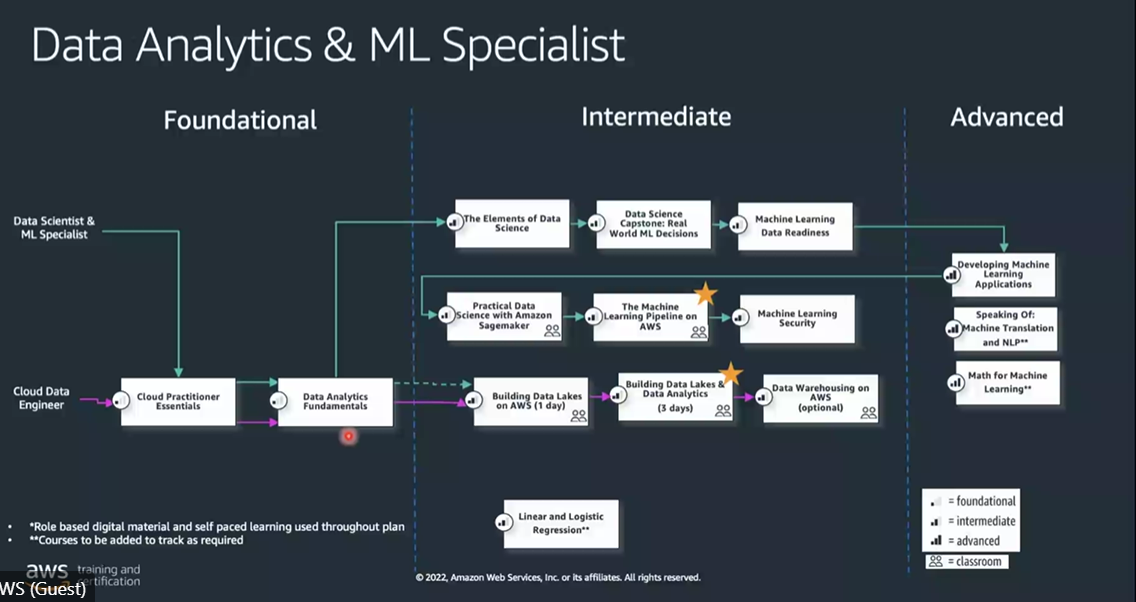 Data Analytics & ML Specialist
Foundational
Intermediate
Advanced
Data Scientist &
ML Specialist
The Elements of Data
Science
Data Science
Capstone: Real
World ML Decisions
Machine Learning
Data Readiness
Developing Machine
Learning
Applications
Practical Data
Science with Amazon
Sagemaker
The Machine
Learning Pipeline on
AWS
Machine Learning
Security
Speaking Of:
Machine Translation
and NLP**
Math for Machine
Learning**
Cloud Data
Engineer
Cloud Practitioner
Essentials
Data Analytics
Fundamentals
Building Data Lakes
on AWS (1 day)
Building Data Lakes &
Data Analytics
(3 days)
Data Warehousing on
AWS
(optional)
Linear and Logistic
Regression**
= foundational
= intermediate
= advanced
= classroom
• *Role based digital material and self paced learning used throughout plan
• **Courses to be added to track as required
aws training and
certification
WS (Guest)
© 2022, Amazon Web Services, Inc. or its affiliates. All rights reserved.